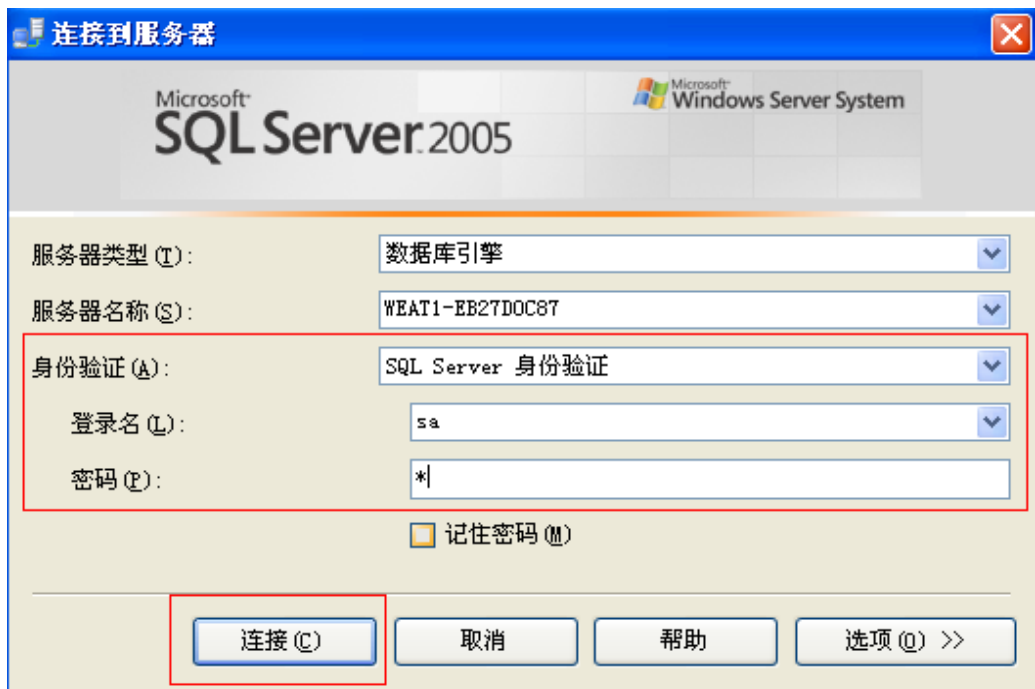 连接到服务器
Microsoft
SQL Server 2005
Microsoft
Windows Server System
服务器类型(T): 数据库引擎
服务器名称(S): WEAT1-EB27D0C87
身份验证(A): SQL Server 身份验证
登录名(L): sa
密码(P): *
记住密码(M)
连接(C) 取消 帮助 选项(O) >>